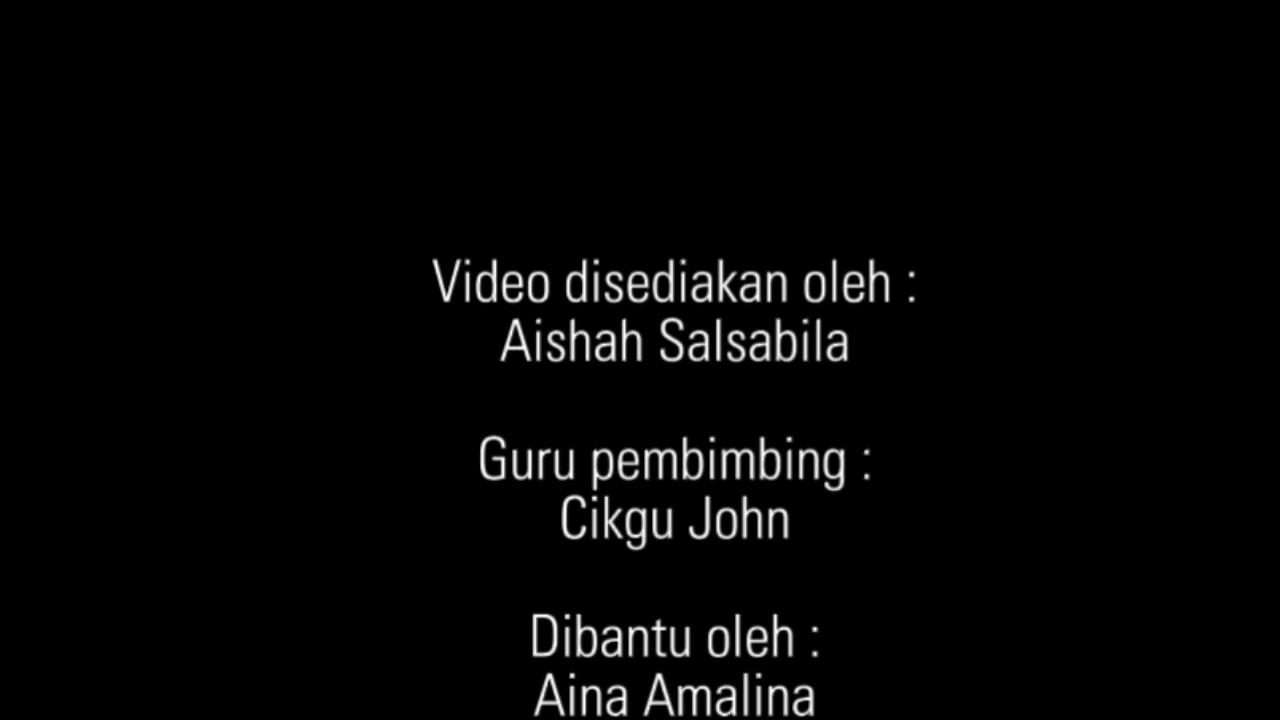 Video disediakan oleh :
Aishah Salsabila
Guru pembimbing :
Cikgu John
Dibantu oleh :
Aina Amalina